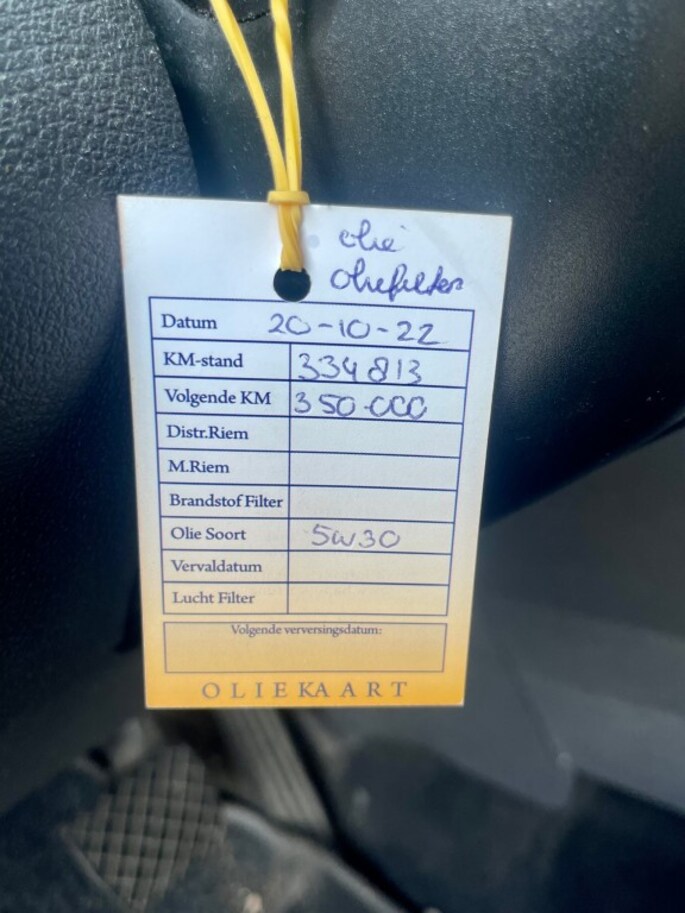 olie
Oliefilter
Datum 20-10-22
KM-stand 334813
Volgende KM 350.000
Distr.Riem
M.Riem
Brandstof Filter
Olie Soort 5w30
Vervaldatum
Lucht Filter
Volgende verversingsdatum:
OLIEKAART